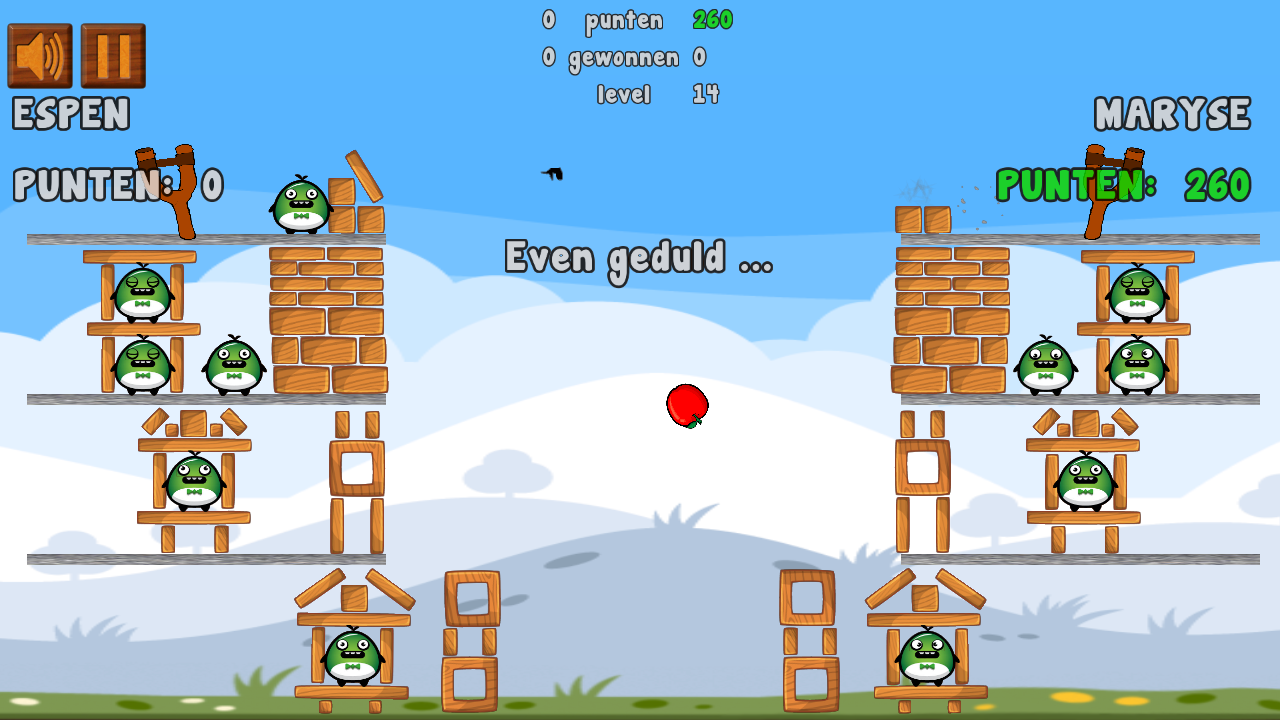 0 punten 260
0 gewonnen 0
level 14
ESPEN
MARYSE
PUNTEN: 0
PUNTEN: 260
Even geduld ...